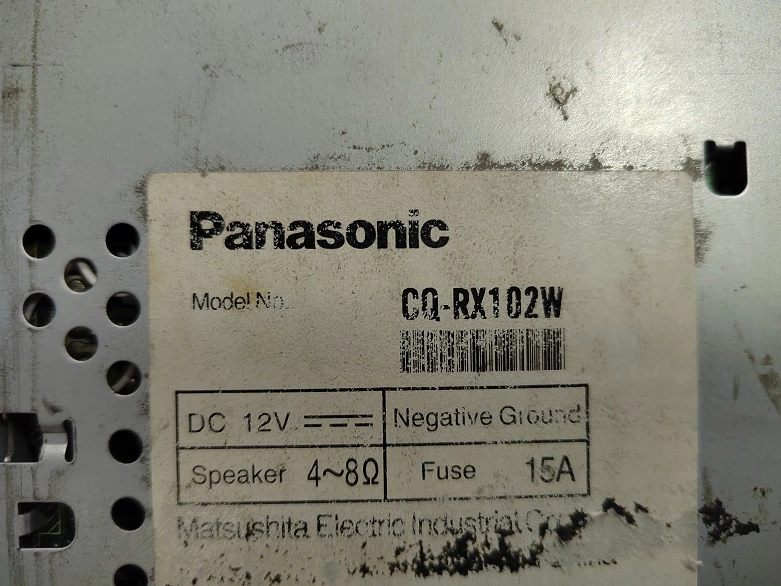 Panasonic
Model No.
CQ-RX102W
DC 12V
Negative Ground
Speaker 4~8Ω
Fuse 15A
Matsushita Electric Industrial Co